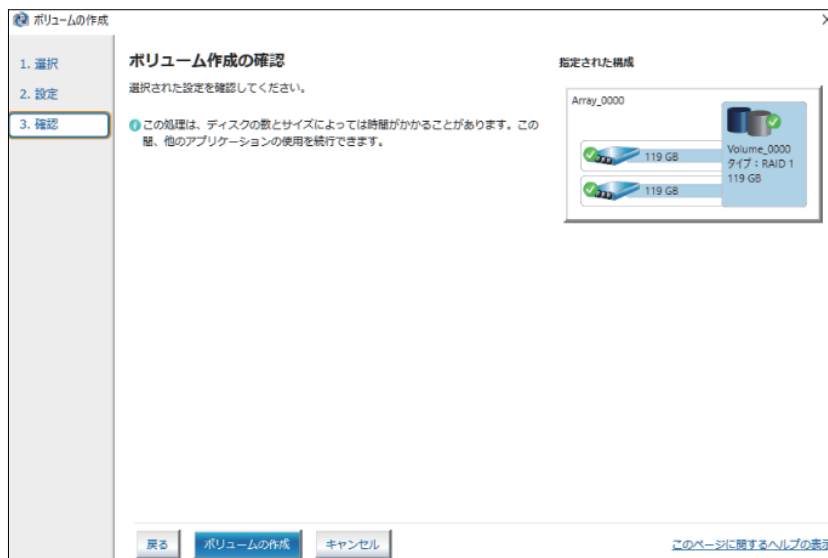 ボリュームの作成
1. 選択
2. 設定
3. 確認
ボリューム作成の確認
選択された設定を確認してください。
この処理は、ディスクの数とサイズによっては時間がかかることがあります。この
間、他のアプリケーションの使用を続行できます。
指定された構成
Array_0000
119 GB
119 GB
Volume_0000
タイプ : RAID 1
119 GB
戻る
ボリュームの作成
キャンセル
このページに関するヘルプの表示